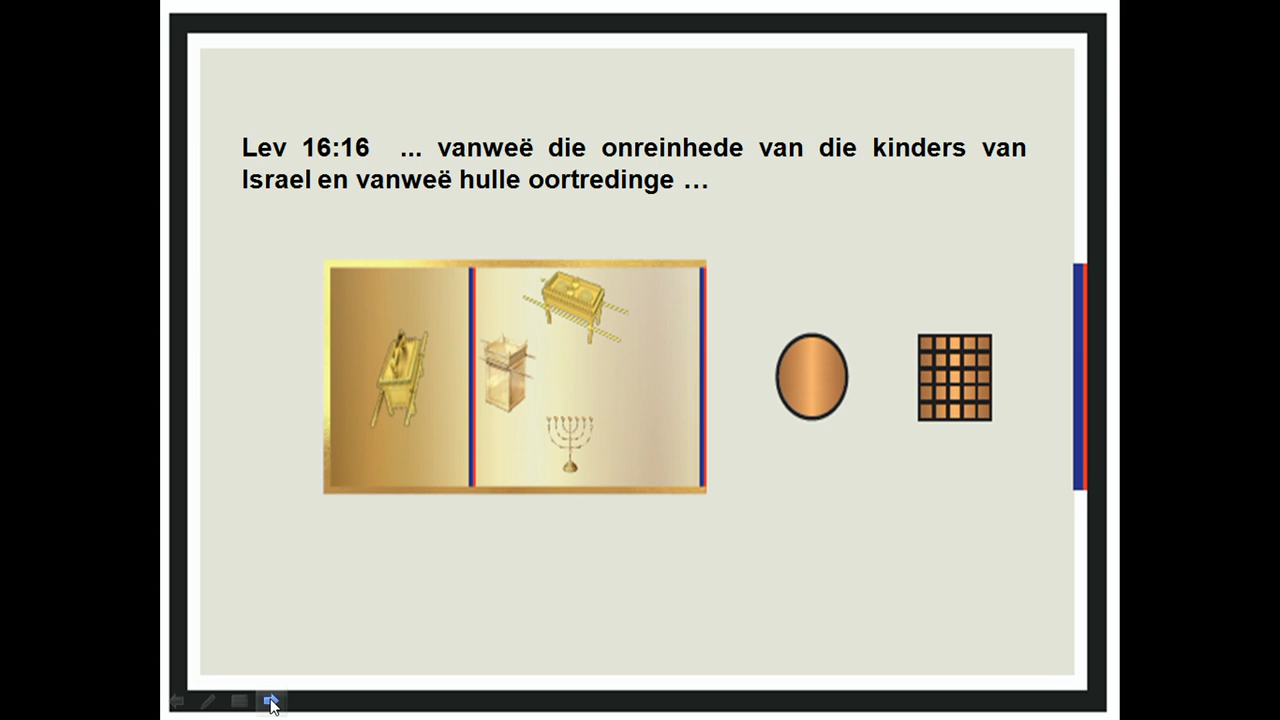 Lev 16:16 ... vanweë die onreinhede van die kinders van
Israel en vanweë hulle oortredinge …